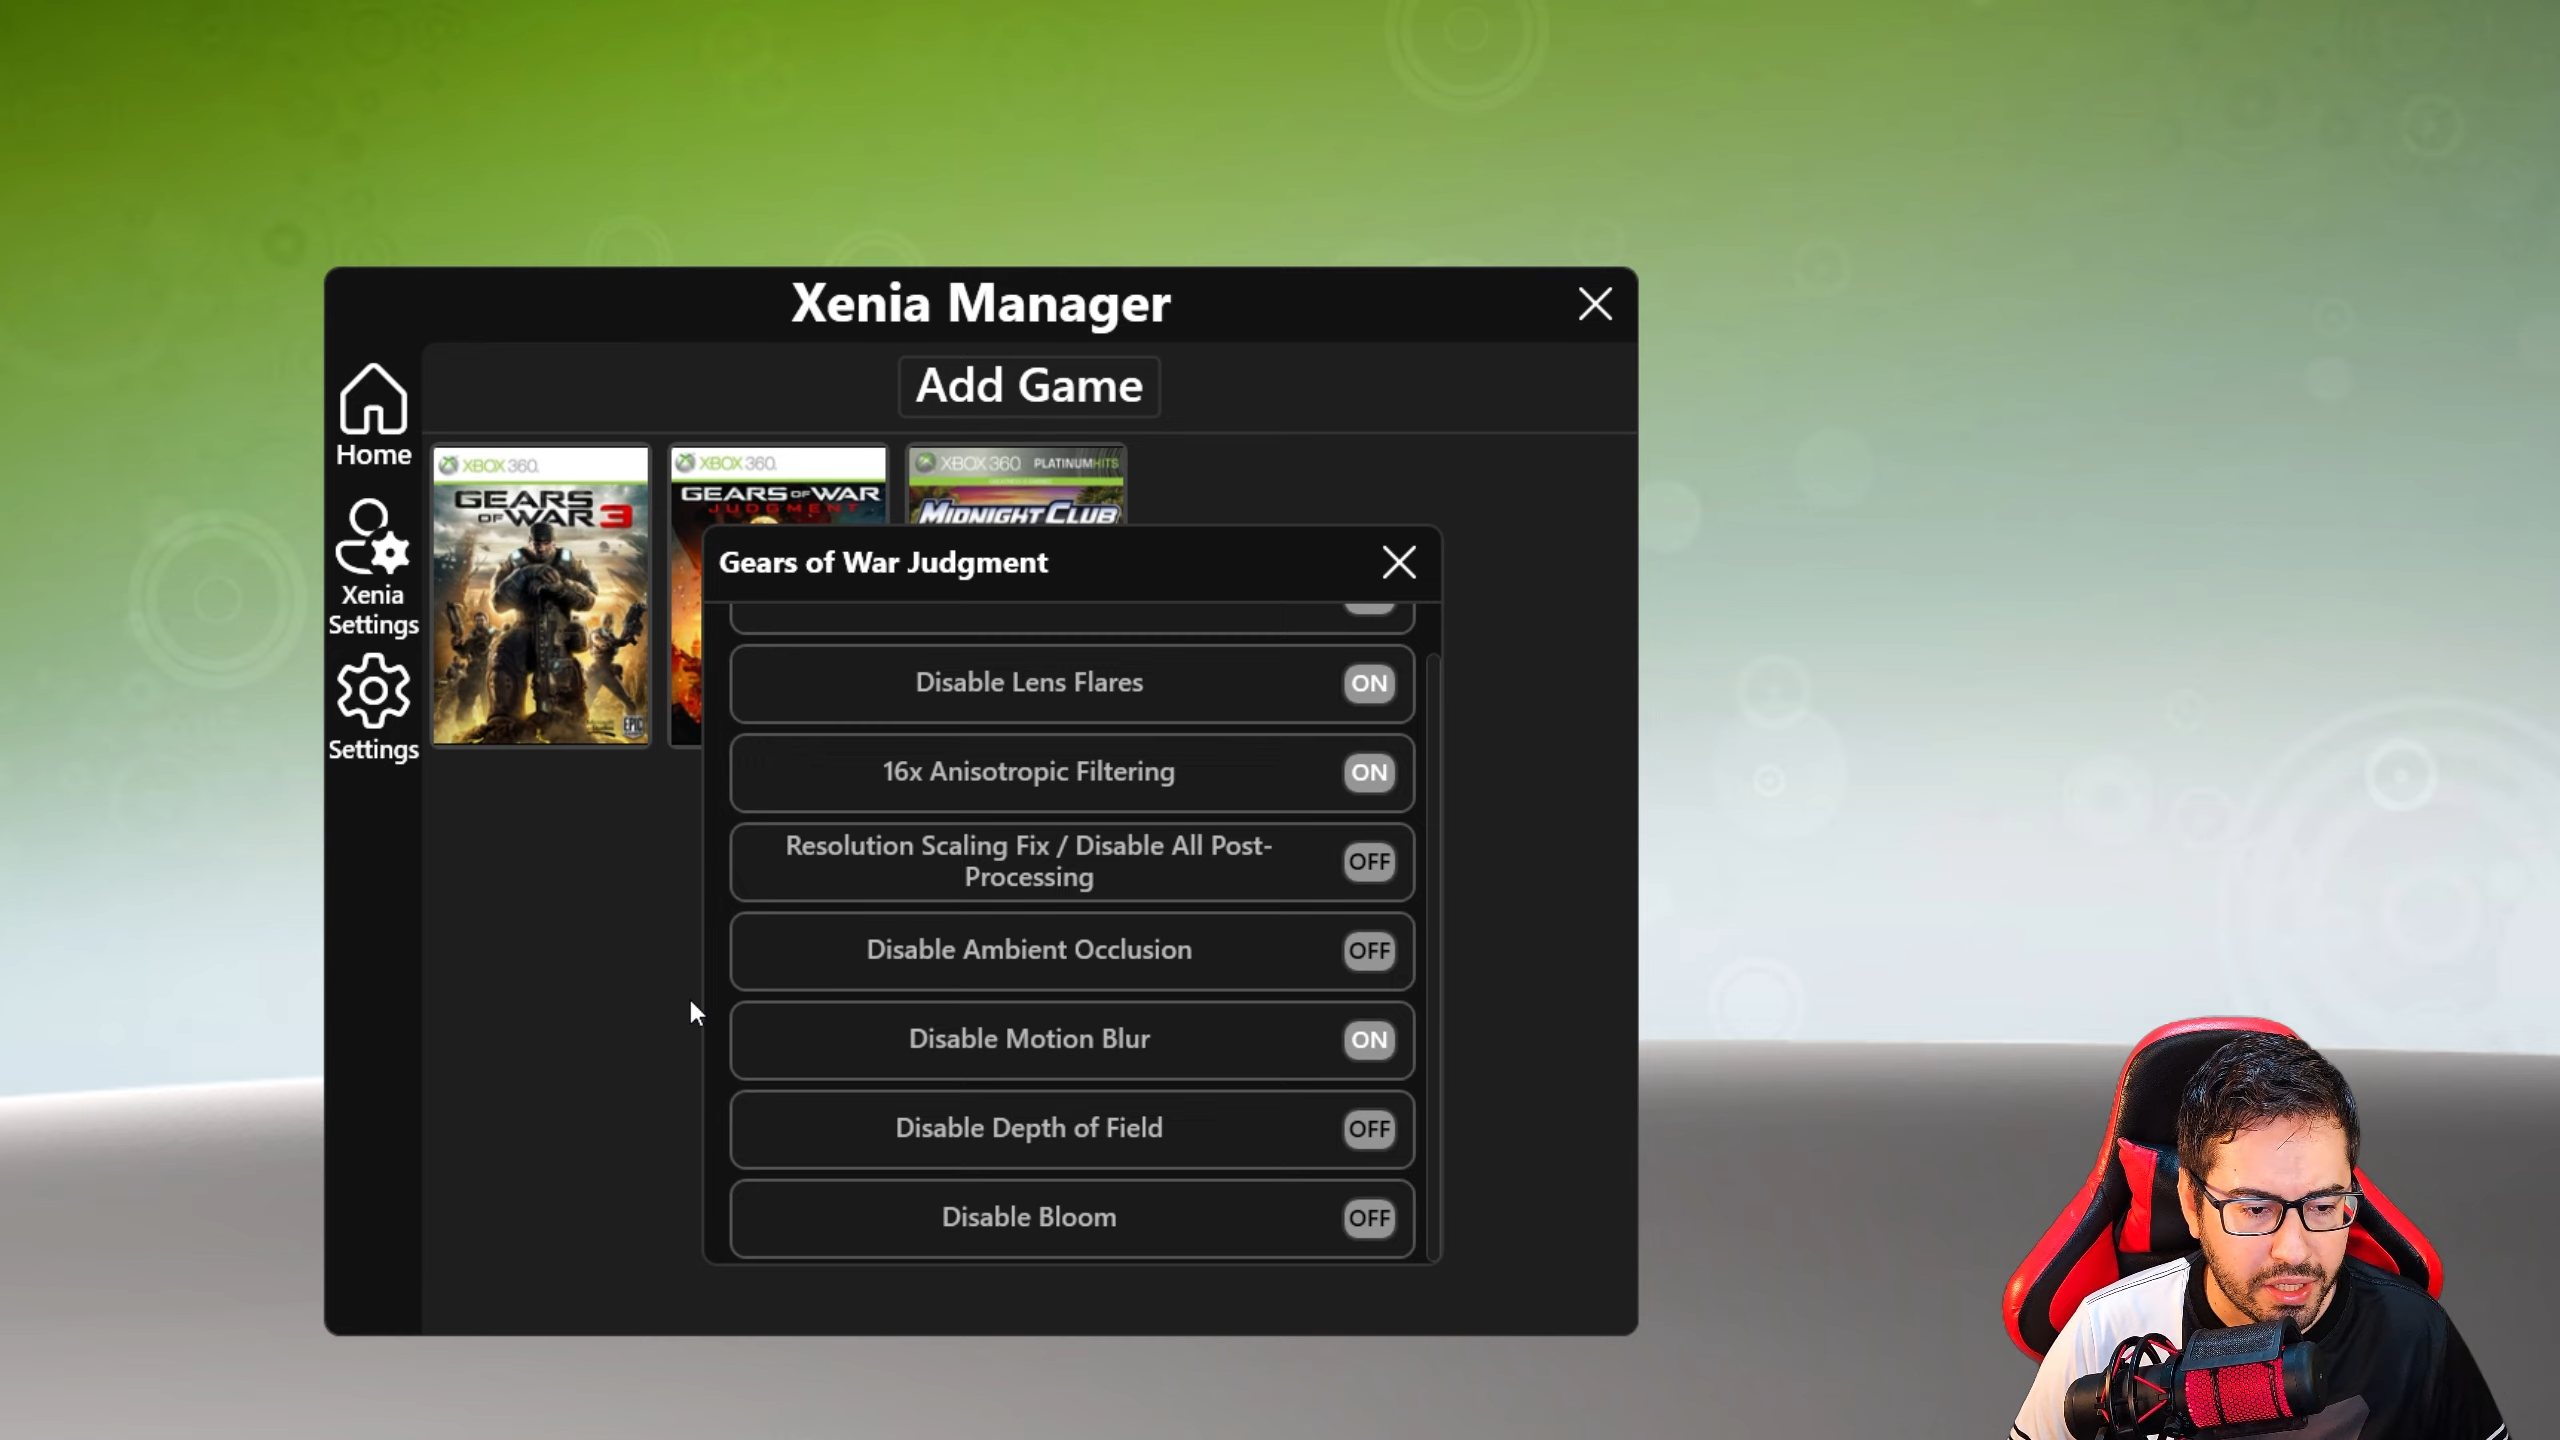 Xenia Manager
Add Game
Home
Xenia
Settings
Settings
XBOX 360
GEARS
OF WAR 3
EPIC
XBOX 360
GEARS OF WAR
JUDGMENT
XBOX 360 PLATINUM HITS
MIDNIGHT CLUB
Gears of War Judgment
Disable Lens Flares ON
16x Anisotropic Filtering ON
Resolution Scaling Fix / Disable All Post-
Processing OFF
Disable Ambient Occlusion OFF
Disable Motion Blur ON
Disable Depth of Field OFF
Disable Bloom OFF